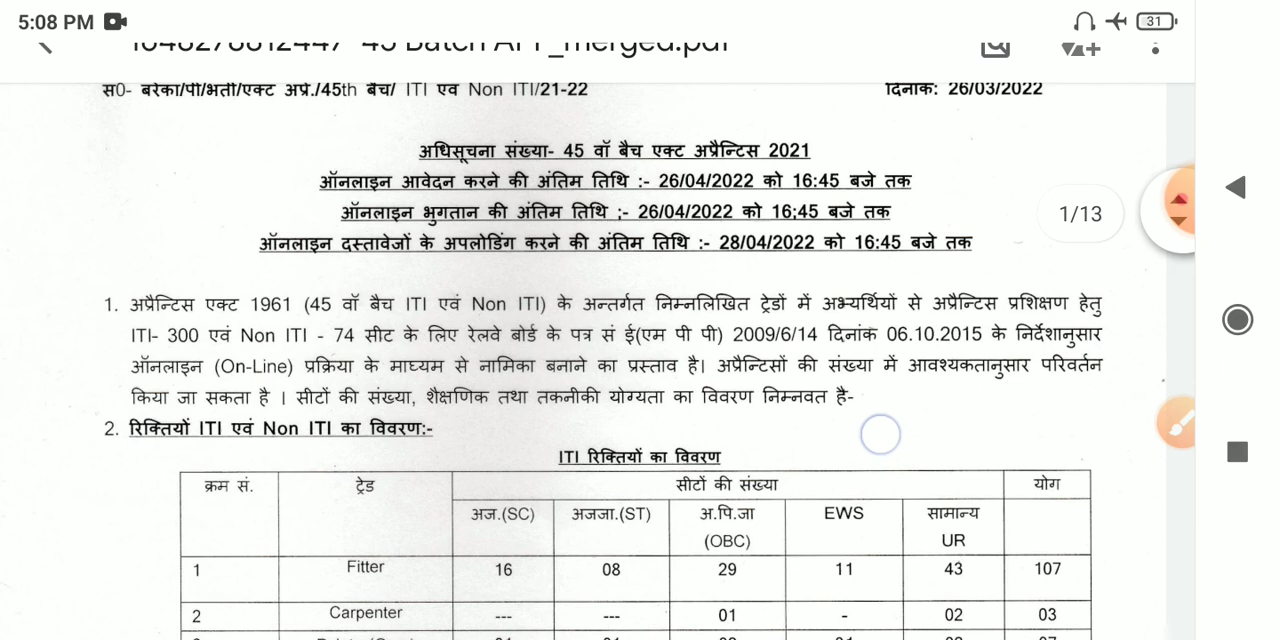 5:08 PM
31
1648278812447 45 Batch APP_merged.pdf
स0- बरेका/पी/भर्ती/एक्ट अप्रे./45th बैच/ ITI एवं Non ITI/21-22 दिनांक: 26/03/2022
1/13
अधिसूचना संख्या- 45 वॉ बैच एक्ट अप्रैन्टिस 2021
ऑनलाइन आवेदन करने की अंतिम तिथि :- 26/04/2022 को 16:45 बजे तक
ऑनलाइन भुगतान की अंतिम तिथि ;- 26/04/2022 को 16;45 बजे तक
ऑनलाइन दस्तावेजों के अपलोडिंग करने की अंतिम तिथि :- 28/04/2022 को 16:45 बजे तक
1. अप्रैन्टिस एक्ट 1961 (45 वॉ बैच ITI एवं Non ITI) के अन्तर्गत निम्नलिखित ट्रेडों में अभ्यर्थियों से अप्रैन्टिस प्रशिक्षण हेतु
ITI- 300 एवं Non ITI - 74 सीट के लिए रेलवे बोर्ड के पत्र सं ई(एम पी पी) 2009/6/14 दिनांक 06.10.2015 के निर्देशानुसार
ऑनलाइन (On-Line) प्रक्रिया के माध्यम से नामिका बनाने का प्रस्ताव है। अप्रैन्टिसों की संख्या में आवश्यकतानुसार परिवर्तन
किया जा सकता है । सीटों की संख्या, शैक्षणिक तथा तकनीकी योग्यता का विवरण निम्नवत है-
2. रिक्तियों ITI एवं Non ITI का विवरण:-
ITI रिक्तियों का विवरण
क्रम सं. ट्रेड सीटों की संख्या योग
अज.(SC) अजजा.(ST) अ.पि.जा (OBC) EWS सामान्य UR
1 Fitter 16 08 29 11 43 107
2 Carpenter --- --- 01 - 02 03